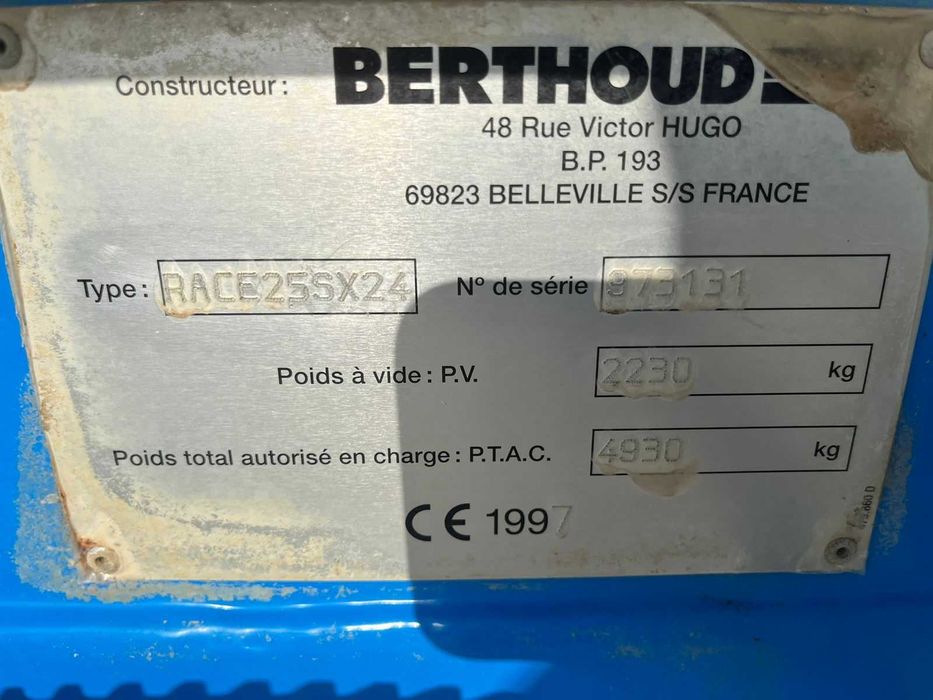 Constructeur : BERTHOUD
48 Rue Victor HUGO
B.P. 193
69823 BELLEVILLE S/S FRANCE
Type : RACE25SX24 N° de série 973131
Poids à vide : P.V. 2230 kg
Poids total autorisé en charge : P.T.A.C. 4930 kg
CE 1997